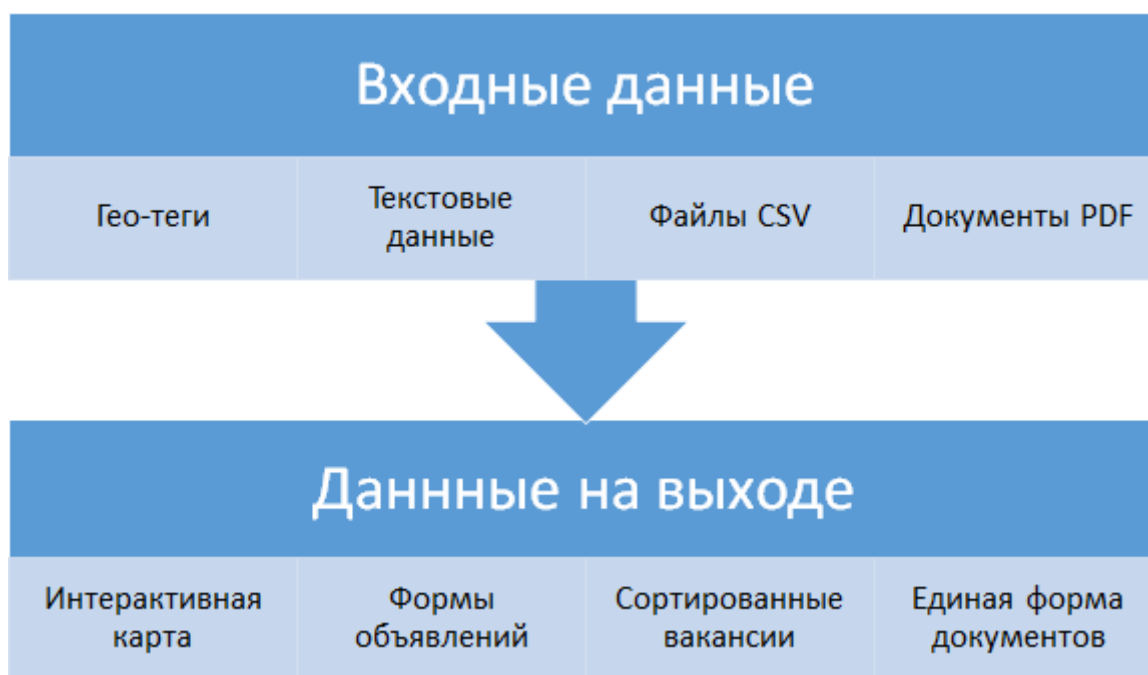 Входные данные
Гео-теги
Текстовые
данные
Файлы CSV
Документы PDF
Даннные на выходе
Интерактивная
карта
Формы
объявлений
Сортированные
вакансии
Единая форма
документов